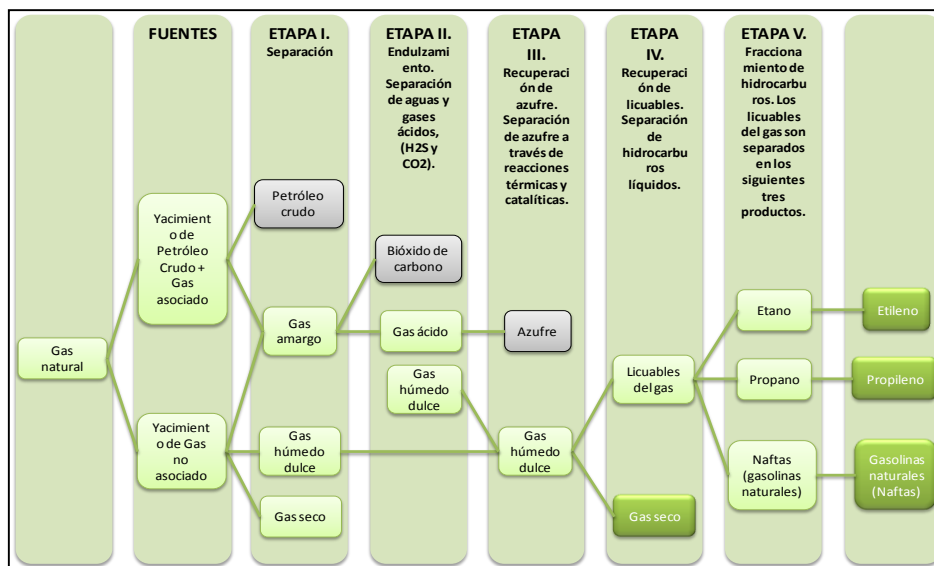 FUENTES
ETAPA I.
Separación
ETAPA II.
Endulzami
ento.
Separación
de aguas y
gases
ácidos,
(H2S y
CO2).
ETAPA
III.
Recuperac
ión de
azufre.
Separación
de azufre a
través de
reacciones
térmicas y
catalíticas.
ETAPA
IV.
Recuperaci
ón de
licuables.
Separación
de
hidrocarbu
ros
líquidos.
ETAPA V.
Fracciona
miento de
hidrocarbu
ros. Los
licuables
del gas son
separados
en los
siguientes
tres
productos.
Gas
natural
Yacimient
o de
Petróleo
Crudo +
Gas
asociado
Yacimient
o de Gas
no
asociado
Petróleo
crudo
Gas
amargo
Gas
húmedo
dulce
Gas seco
Bióxido de
carbono
Gas ácido
Gas
húmedo
dulce
Azufre
Gas
húmedo
dulce
Licuables
del gas
Gas seco
Etano
Propano
Naftas
(gasolinas
naturales)
Etileno
Propileno
Gasolinas
naturales
(Naftas)